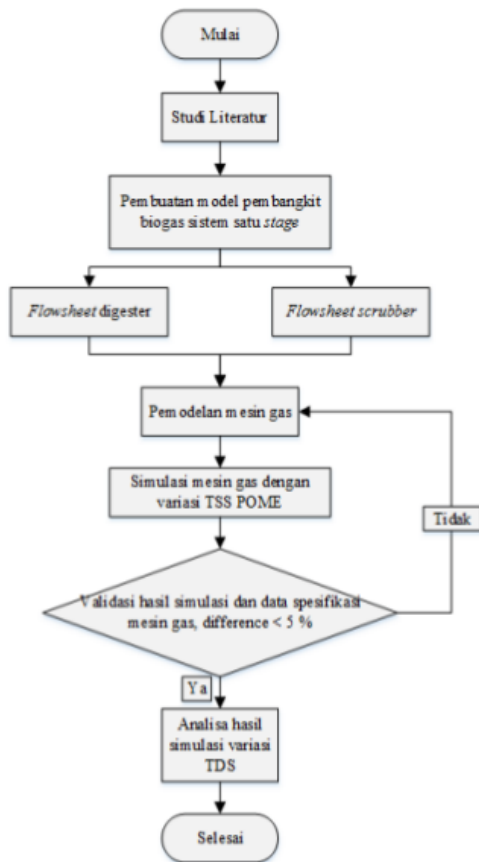 Mulai
Studi Literatur
Pembuatan model pembangkit
biogas sistem satu stage
Flowsheet digester
Flowsheet scrubber
Pemodelan mesin gas
Simulasi mesin gas dengan
variasi TSS POME
Tidak
Validasi hasil simulasi dan data spesifikasi
mesin gas, difference < 5 %
Ya
Analisa hasil
simulasi variasi
TDS
Selesai